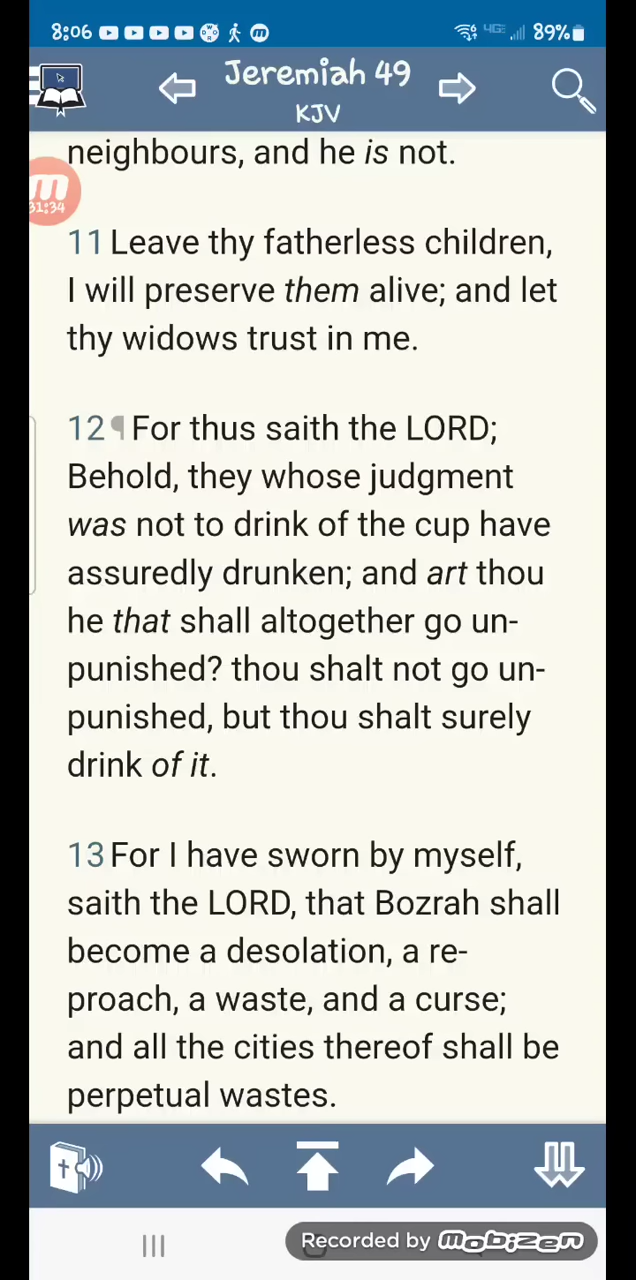 8:06 4GE 89%
Jeremiah 49
KJV
neighbours, and he is not.
31:34
11 Leave thy fatherless children,
I will preserve them alive; and let
thy widows trust in me.
12 ¶ For thus saith the LORD;
Behold, they whose judgment
was not to drink of the cup have
assuredly drunken; and art thou
he that shall altogether go un-
punished? thou shalt not go un-
punished, but thou shalt surely
drink of it.
13 For I have sworn by myself,
saith the LORD, that Bozrah shall
become a desolation, a re-
proach, a waste, and a curse;
and all the cities thereof shall be
perpetual wastes.
Recorded by mobizen